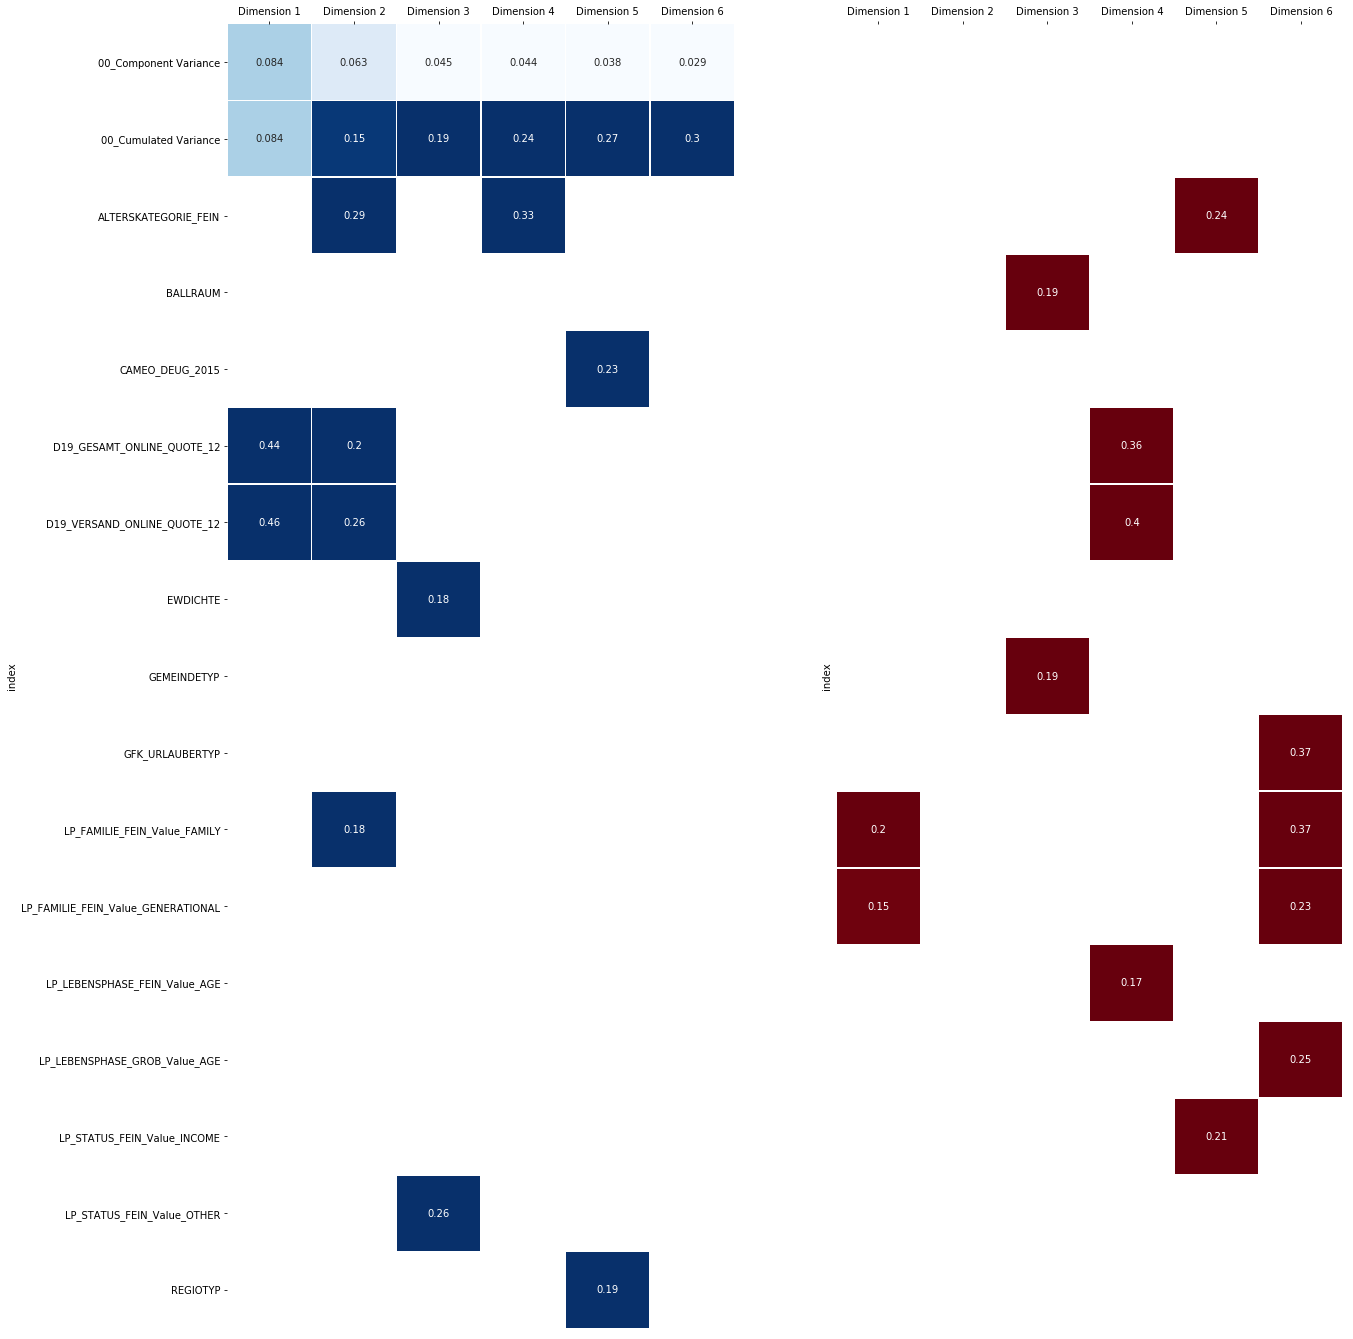 Dimension 1 Dimension 2 Dimension 3 Dimension 4 Dimension 5 Dimension 6 Dimension 1 Dimension 2 Dimension 3 Dimension 4 Dimension 5 Dimension 6
00_Component Variance 0.084 0.063 0.045 0.044 0.038 0.029
00_Cumulated Variance 0.084 0.15 0.19 0.24 0.27 0.3
ALTERSKATEGORIE_FEIN 0.29 0.33 0.24
BALLRAUM 0.19
CAMEO_DEUG_2015 0.23
D19_GESAMT_ONLINE_QUOTE_12 0.44 0.2 0.36
D19_VERSAND_ONLINE_QUOTE_12 0.46 0.26 0.4
EWDICHTE 0.18
index index
GEMEINDETYP 0.19
GFK_URLAUBERTYP 0.37
LP_FAMILIE_FEIN_Value_FAMILY 0.18 0.2 0.37
LP_FAMILIE_FEIN_Value_GENERATIONAL 0.15 0.23
LP_LEBENSPHASE_FEIN_Value_AGE 0.17
LP_LEBENSPHASE_GROB_Value_AGE 0.25
LP_STATUS_FEIN_Value_INCOME 0.21
LP_STATUS_FEIN_Value_OTHER 0.26
REGIOTYP 0.19